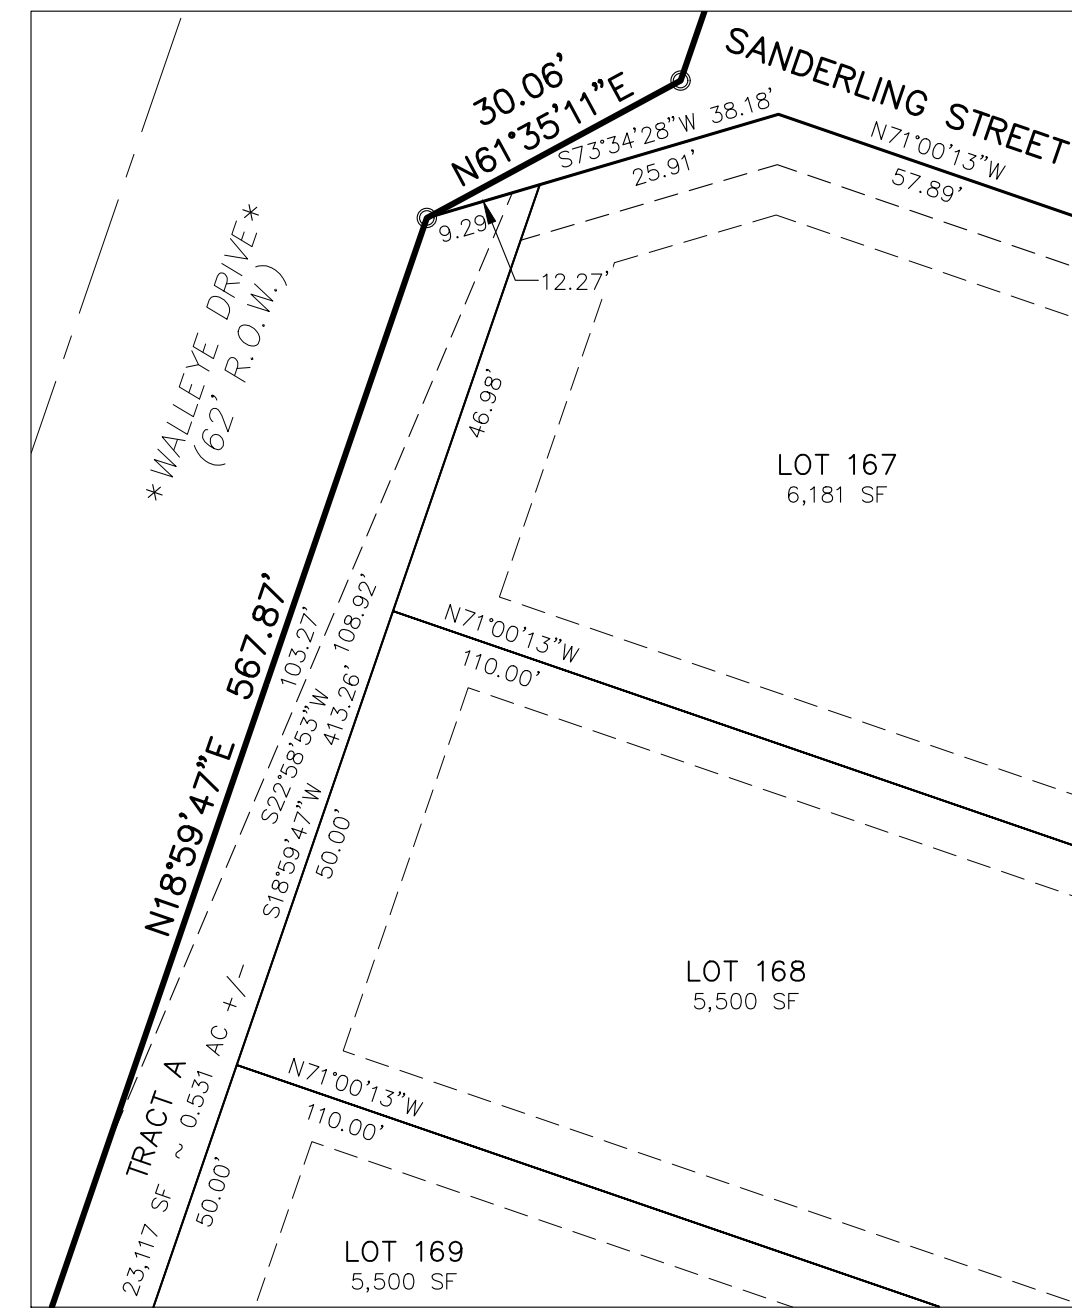 SANDERLING STREET
30.06'
N61°35'11"E
S73°34'28"W 38.18'
25.91'
N71°00'13"W
57.89'
9.29'
12.27'
*WALLEYE DRIVE*
(62' R.O.W.)
46.98'
LOT 167
6,181 SF
N18°59'47"E 567.87'
103.27'
S22°58'53"W
108.92'
S18°59'47"W 413.26'
N71°00'13"W
110.00'
50.00'
LOT 168
5,500 SF
TRACT A
23,117 SF ~ 0.531 AC +/-
N71°00'13"W
110.00'
50.00'
LOT 169
5,500 SF